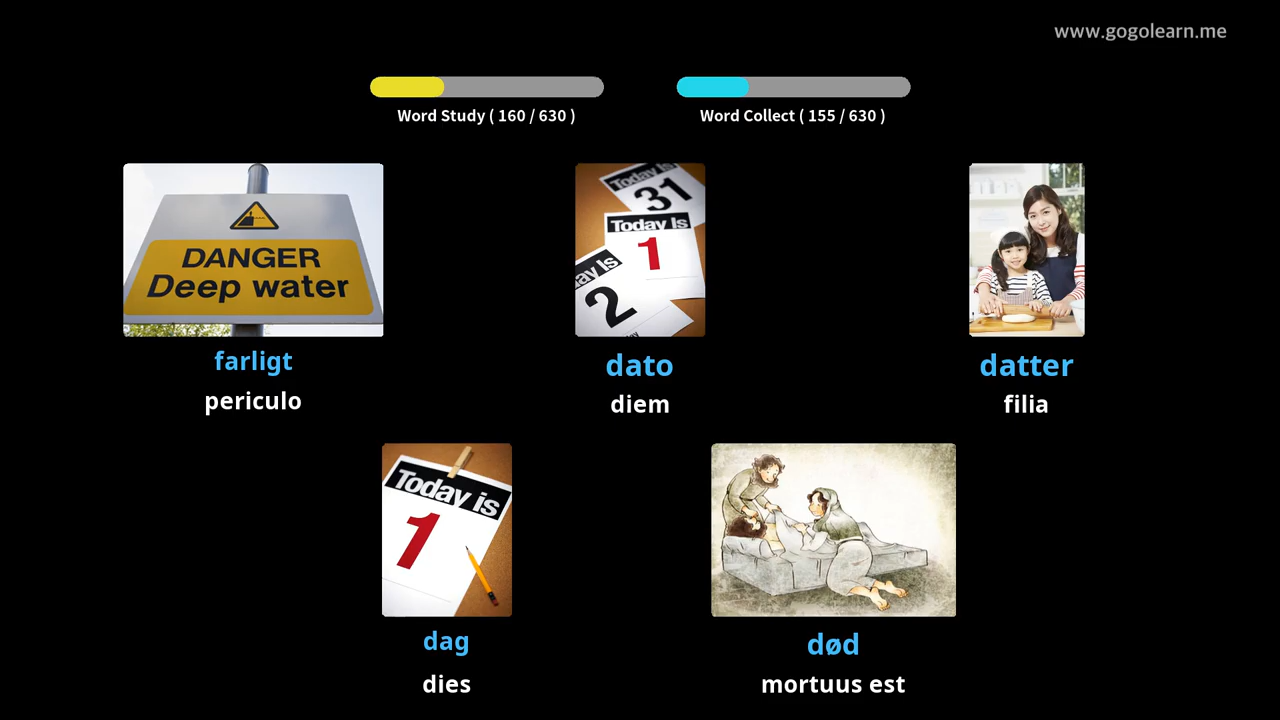 www.gogolearn.me
Word Study ( 160 / 630 )
Word Collect ( 155 / 630 )
DANGER
Deep water
Today Is
31
Today Is
1
ay Is
2
farligt
periculo
dato
diem
datter
filia
Today is
1
dag
dies
død
mortuus est